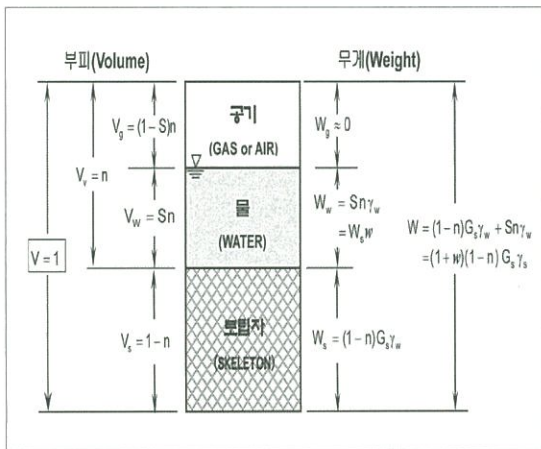 부피(Volume)
무게(Weight)
공기
(GAS or AIR)
V_g = (1-S)n
W_g ≈ 0
V_v = n
물
(WATER)
V_W = Sn
W_w = Snγ_w
= W_s w
W = (1-n)G_sγ_w + Snγ_w
= (1+w)(1-n) G_sγ_s
V = 1
토립자
(SKELETON)
V_s = 1-n
W_s = (1-n)G_sγ_w